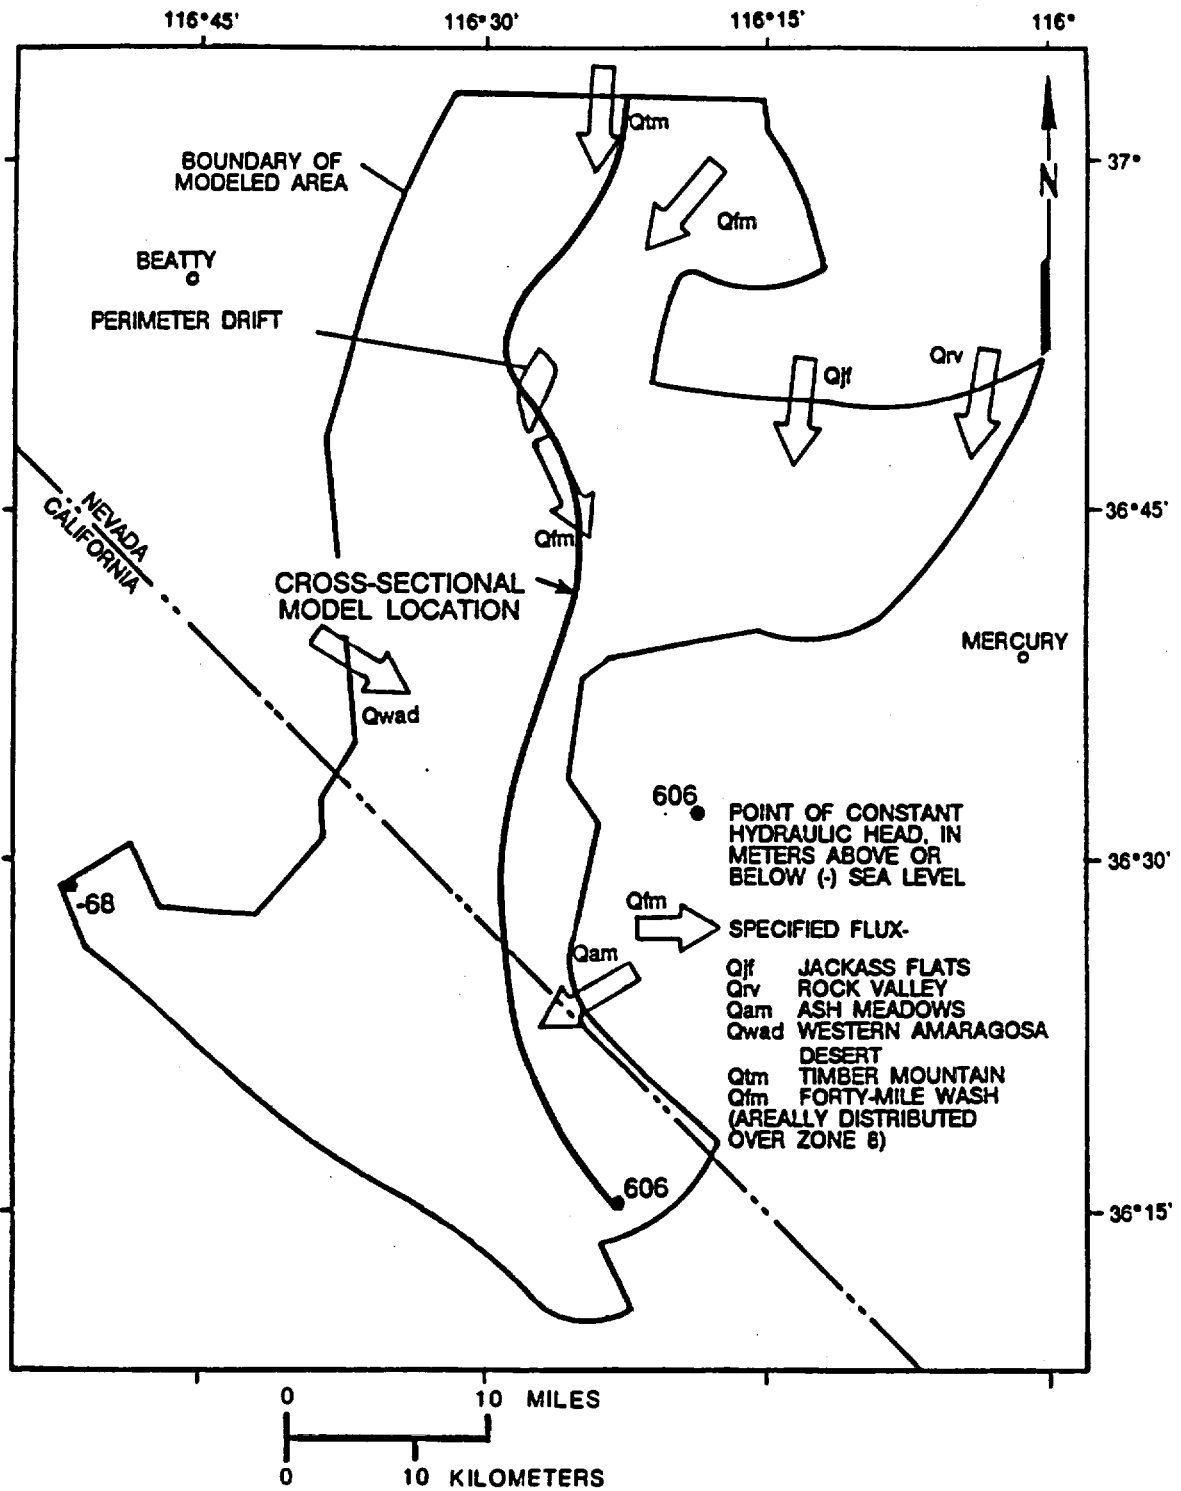 116°45' 116°30' 116°15' 116°
Qtm
BOUNDARY OF
MODELED AREA
37°
N
Qfm
BEATTY
PERIMETER DRIFT
Qrv
Qjf
NEVADA
CALIFORNIA
36°45'
Qfm
CROSS-SECTIONAL
MODEL LOCATION
MERCURY
Qwad
606
POINT OF CONSTANT
HYDRAULIC HEAD, IN
METERS ABOVE OR
BELOW (-) SEA LEVEL
36°30'
-68
Qfm
SPECIFIED FLUX-
Qam
Qjf JACKASS FLATS
Qrv ROCK VALLEY
Qam ASH MEADOWS
Qwad WESTERN AMARAGOSA
DESERT
Qtm TIMBER MOUNTAIN
Qfm FORTY-MILE WASH
(AREALLY DISTRIBUTED
OVER ZONE 8)
606
36°15'
0 10 MILES
0 10 KILOMETERS